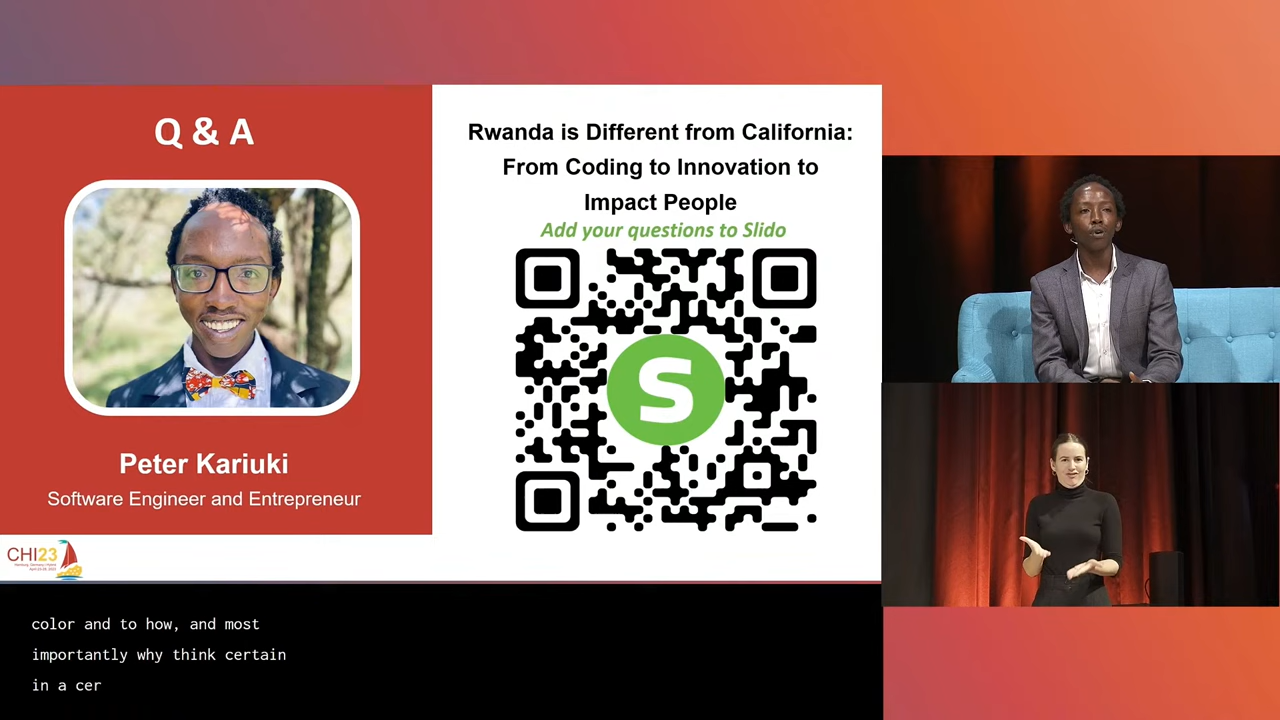 Q & A
Peter Kariuki
Software Engineer and Entrepreneur
Rwanda is Different from California:
From Coding to Innovation to
Impact People
Add your questions to Slido
S
CHI23
color and to how, and most
importantly why think certain
in a cer